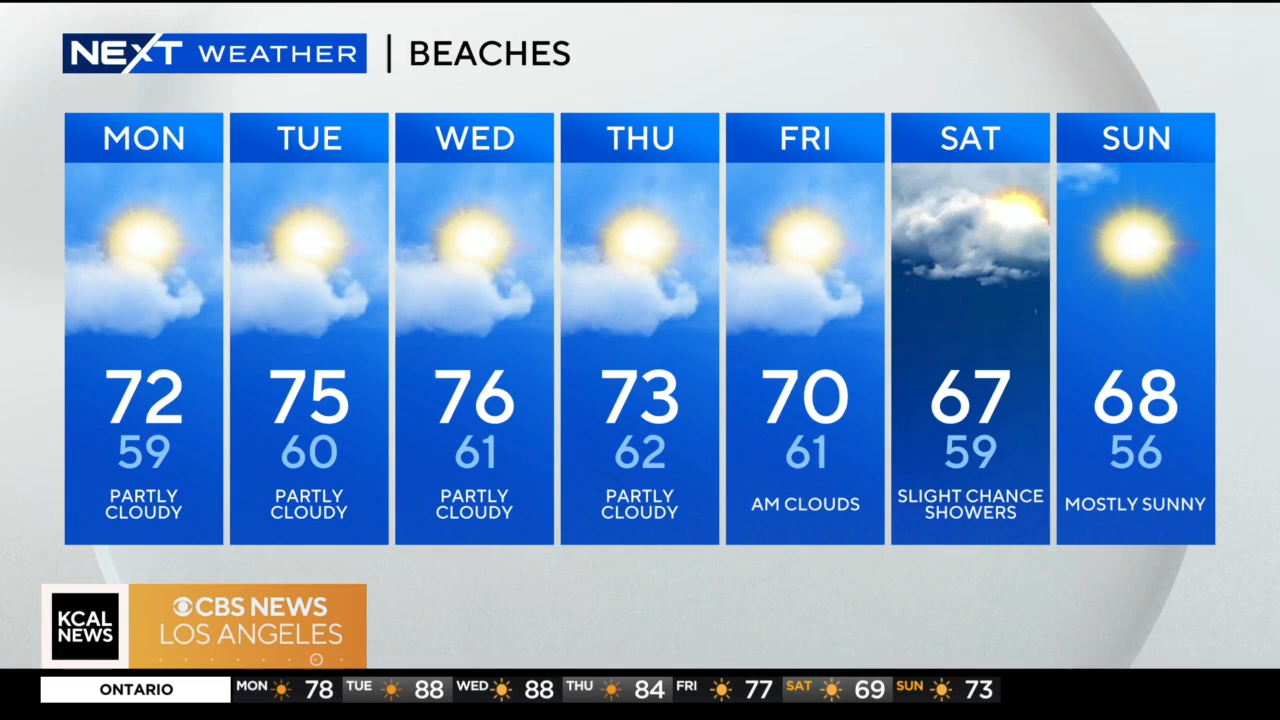 NEXT WEATHER | BEACHES
MON TUE WED THU FRI SAT SUN
72 75 76 73 70 67 68
59 60 61 62 61 59 56
PARTLY CLOUDY PARTLY CLOUDY PARTLY CLOUDY PARTLY CLOUDY AM CLOUDS SLIGHT CHANCE SHOWERS MOSTLY SUNNY
KCAL NEWS
CBS NEWS
LOS ANGELES
ONTARIO MON 78 TUE 88 WED 88 THU 84 FRI 77 SAT 69 SUN 73